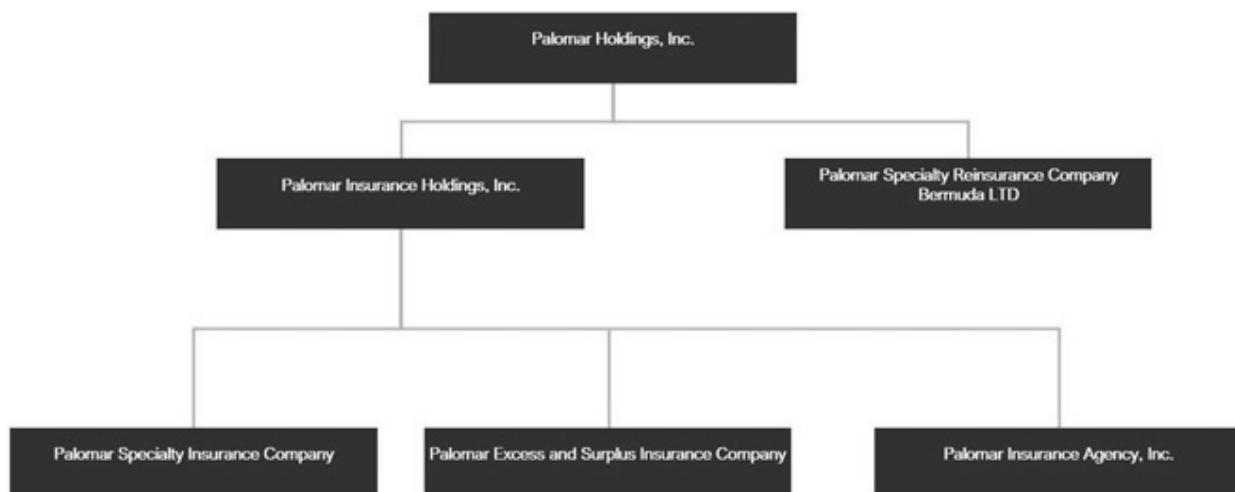 Palomar Holdings, Inc.
Palomar Insurance Holdings, Inc.
Palomar Specialty Reinsurance Company
Bermuda LTD
Palomar Specialty Insurance Company
Palomar Excess and Surplus Insurance Company
Palomar Insurance Agency, Inc.